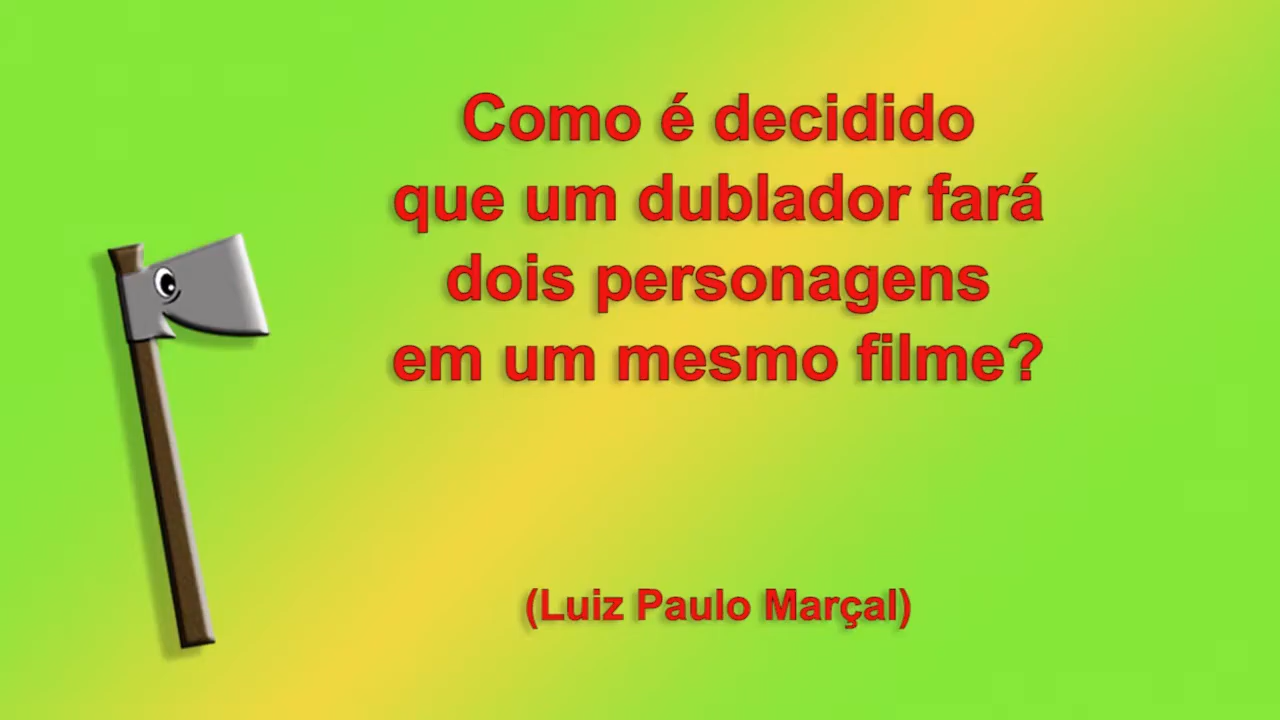 Como é decidido
que um dublador fará
dois personagens
em um mesmo filme?
(Luiz Paulo Marçal)